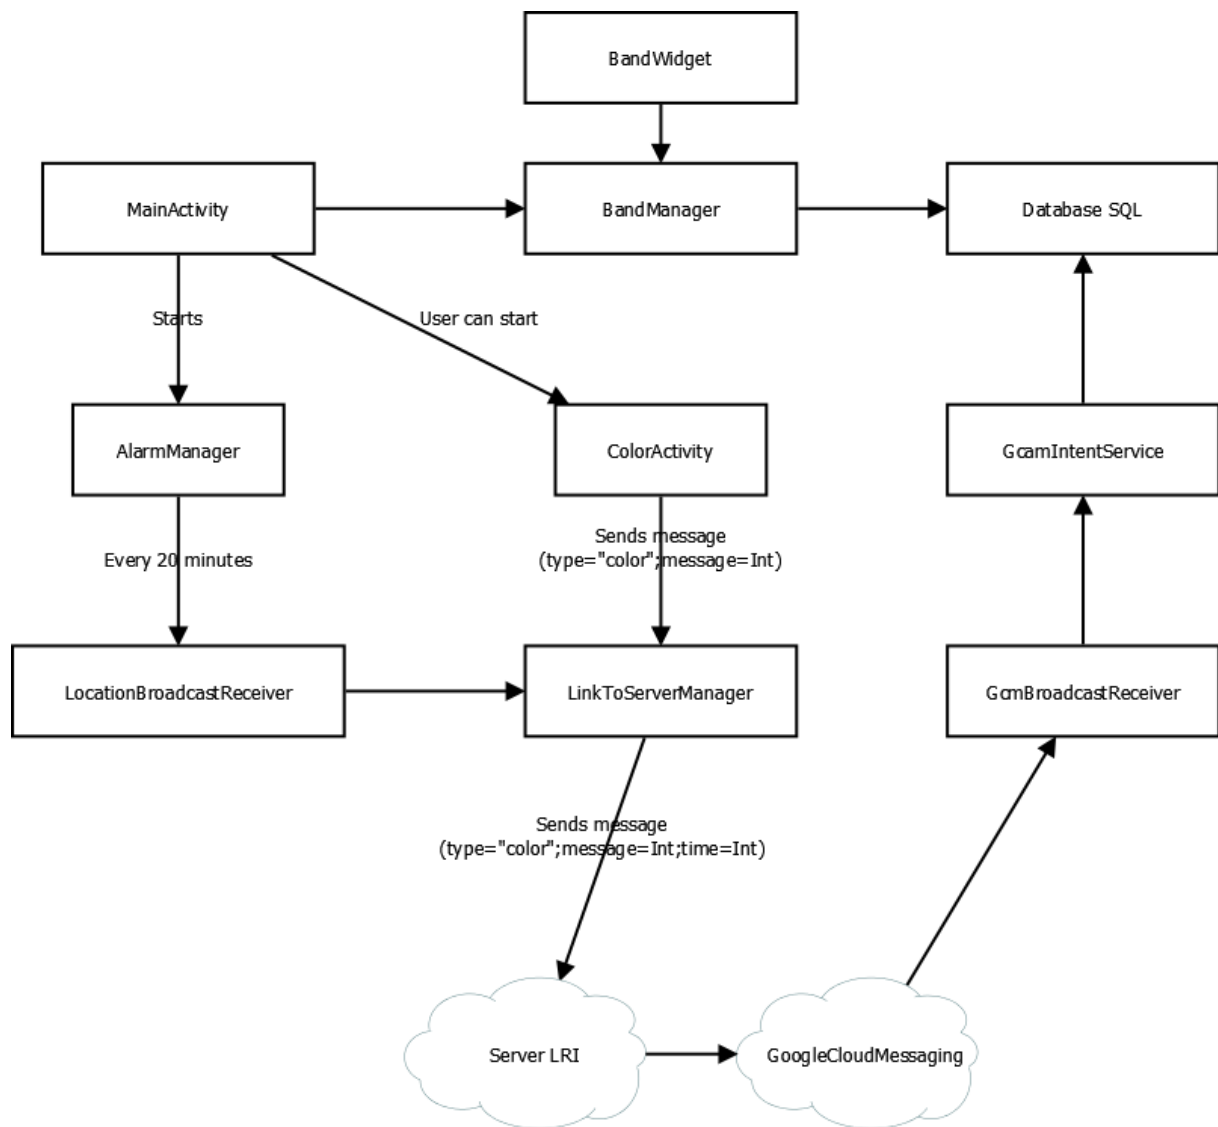 BandWidget
MainActivity
BandManager
Database SQL
Starts
User can start
AlarmManager
ColorActivity
GcamIntentService
Every 20 minutes
Sends message
(type="color";message=Int)
LocationBroadcastReceiver
LinkToServerManager
GcmBroadcastReceiver
Sends message
(type="color";message=Int;time=Int)
Server LRI
GoogleCloudMessaging